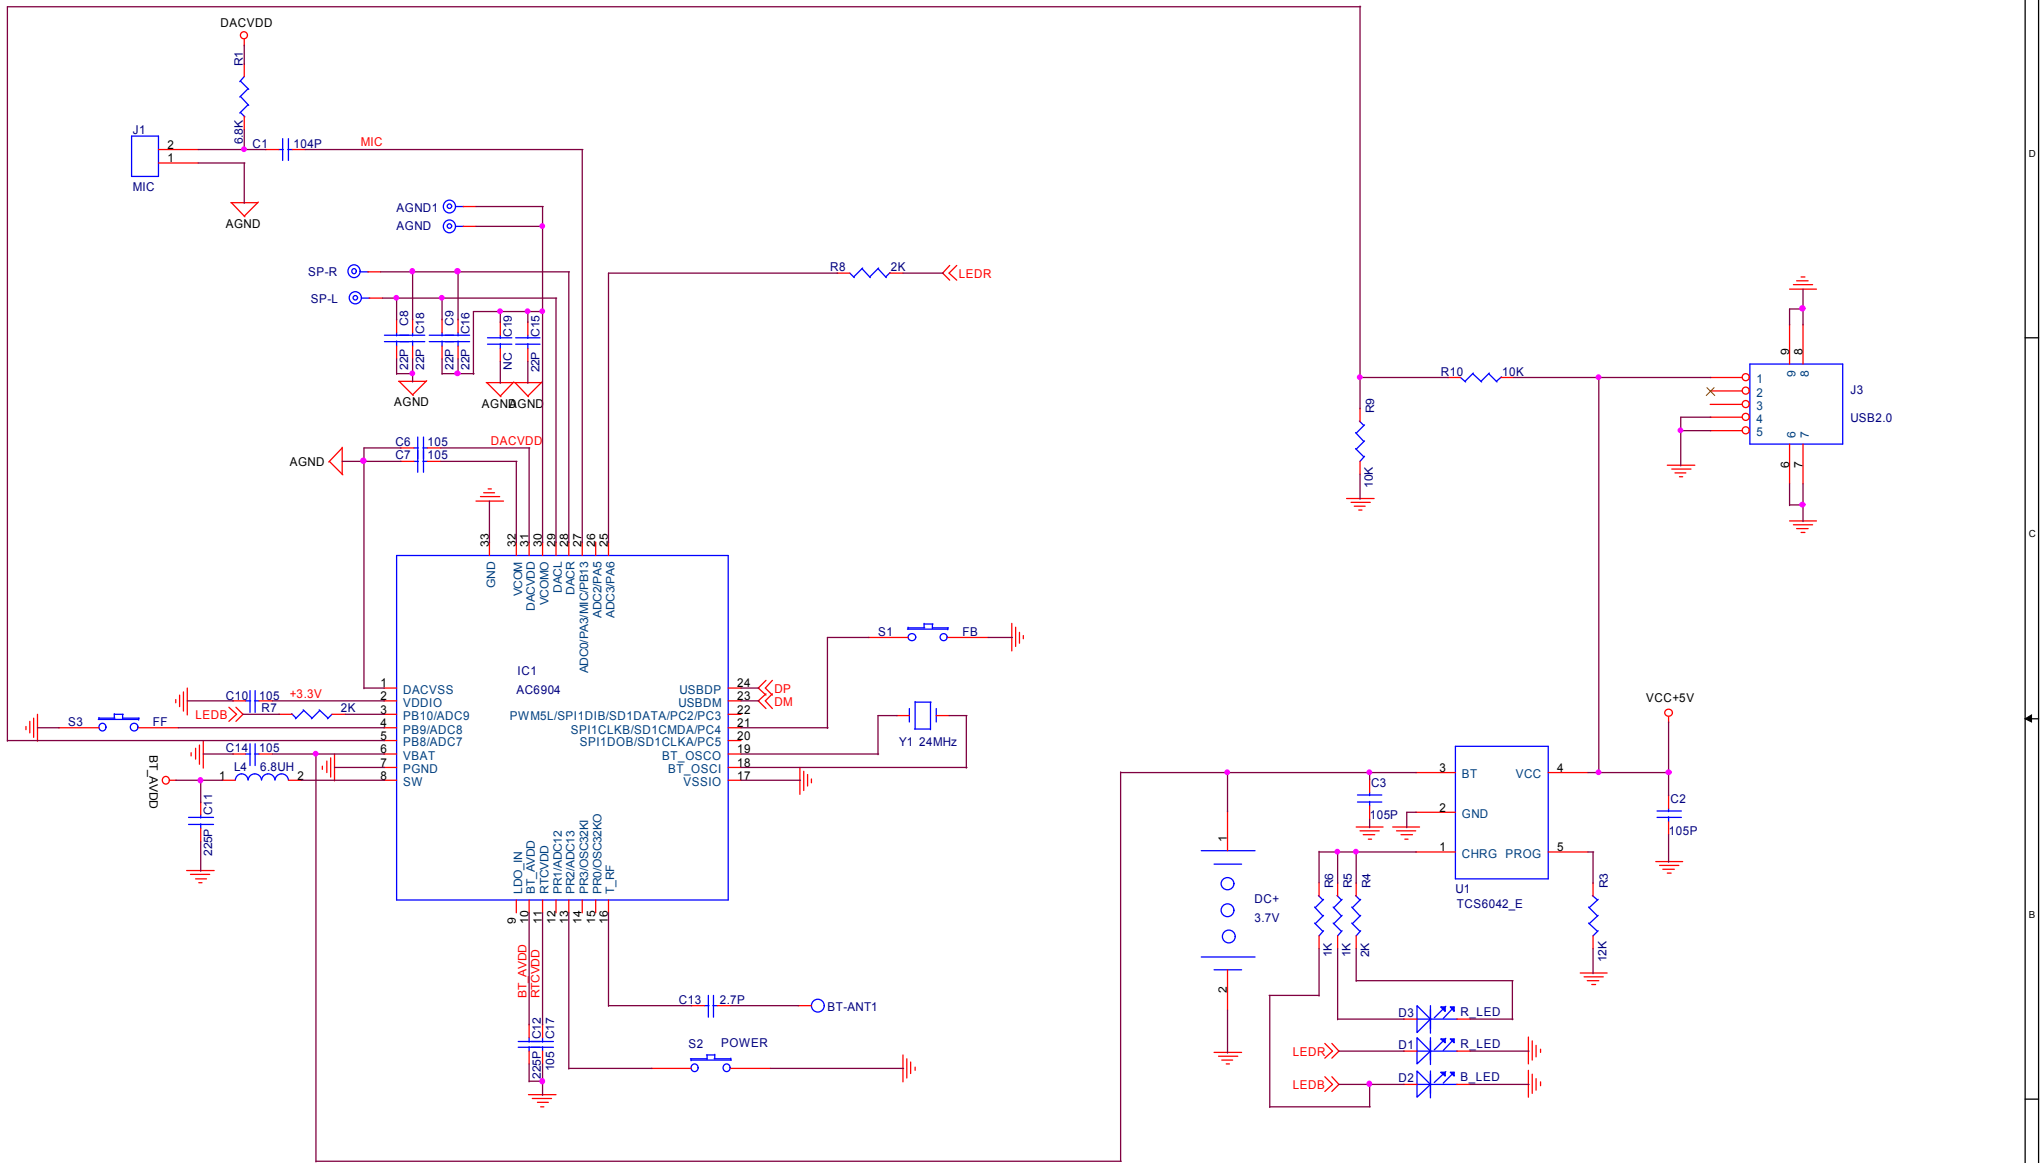 DACVDD
R1
6.8K
J1
2
1
MIC
C1
104P
MIC
AGND
AGND1
AGND
SP-R
SP-L
C8
C18
C9
C16
C19
C15
22P
22P
22P
22P
NC
22P
AGND
AGND
AGND
R8
2K
LEDR
D
C6
105
DACVDD
C7
105
AGND
R10
10K
R9
10K
9
8
9
8
1
2
3
4
5
6
7
6
7
J3
USB2.0
C
33
32
31
30
29
28
27
26
25
GND
VCOM
DACVDD
VCOMO
DACL
DACR
ADC0/PA3/MIC/PB13
ADC2/PA5
ADC3/PA6
IC1
AC6904
S1
FB
1
DACVSS
2
VDDIO
3
PB10/ADC9
4
PB9/ADC8
5
PB8/ADC7
6
VBAT
7
PGND
8
SW
C10
105
+3.3V
LEDB
R7
2K
S3
FF
C14
105
BT_AVDD
1
L4
6.8UH
2
C11
225P
USBDP
24
DP
USBDM
23
DM
PWM5L/SPI1DIB/SD1DATA/PC2/PC3
22
SPI1CLKB/SD1CMDA/PC4
21
SPI1DOB/SD1CLKA/PC5
20
BT_OSCO
19
BT_OSCI
18
VSSIO
17
Y1 24MHz
LDO_IN
BT_AVDD
RTCVDD
PR1/ADC12
PR2/ADC13
PR3/OSC32KI
PR0/OSC32KO
T_RF
9
10
11
12
13
14
15
16
BT_AVDD
RTCVDD
C12
C17
225P
105
C13
2.7P
BT-ANT1
S2
POWER
VCC+5V
3
BT
VCC
4
2
GND
1
CHRG
PROG
5
U1
TCS6042_E
C3
105P
C2
105P
1
DC+
3.7V
2
R6
R5
R4
1K
1K
2K
R3
12K
D3
R_LED
LEDR
D1
R_LED
LEDB
D2
B_LED
B